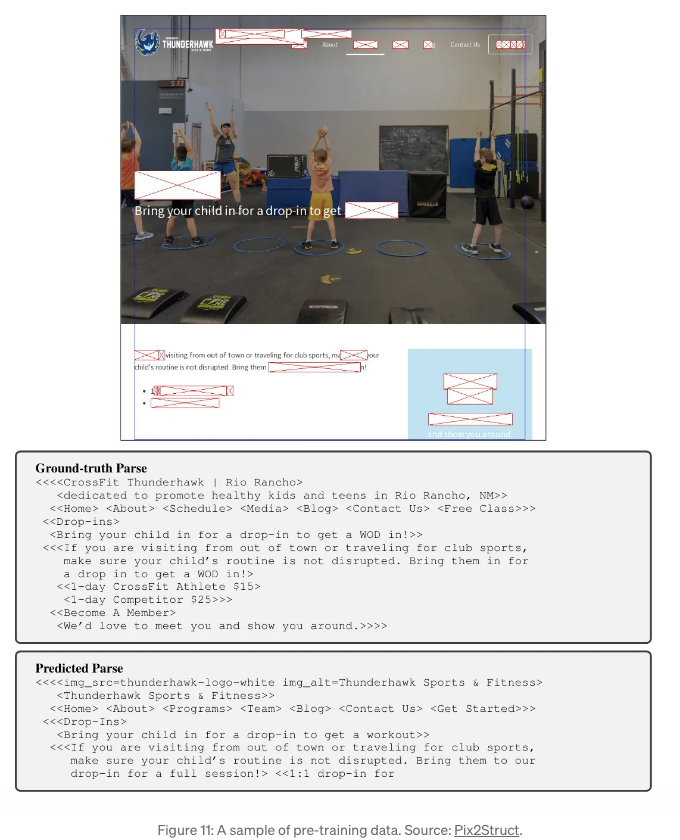 THUNDERHAWK
About
Contact Us
5:33
Bring your child in for a drop-in to get
visiting from out of town or traveling for club sports, ma our
child's routine is not disrupted. Bring them n!
and show you around.
Ground-truth Parse
<<<<CrossFit Thunderhawk | Rio Rancho>
<dedicated to promote healthy kids and teens in Rio Rancho, NM>>
<<Home> <About> <Schedule> <Media> <Blog> <Contact Us> <Free Class>>>
<<Drop-ins>
<Bring your child in for a drop-in to get a WOD in!>>
<<<If you are visiting from out of town or traveling for club sports,
make sure your child's routine is not disrupted. Bring them in for
a drop in to get a WOD in!>
<<1-day CrossFit Athlete $15>
<1-day Competitor $25>>>
<<Become A Member>
<We'd love to meet you and show you around.>>>>
Predicted Parse
<<<<img_src=thunderhawk-logo-white img_alt=Thunderhawk Sports & Fitness>
<Thunderhawk Sports & Fitness>>
<<Home> <About> <Programs> <Team> <Blog> <Contact Us> <Get Started>>>
<<<Drop-Ins>
<Bring your child in for a drop-in to get a workout>>
<<<If you are visiting from out of town or traveling for club sports,
make sure your child's routine is not disrupted. Bring them to our
drop-in for a full session!> <<1:1 drop-in for
Figure 11: A sample of pre-training data. Source: Pix2Struct.